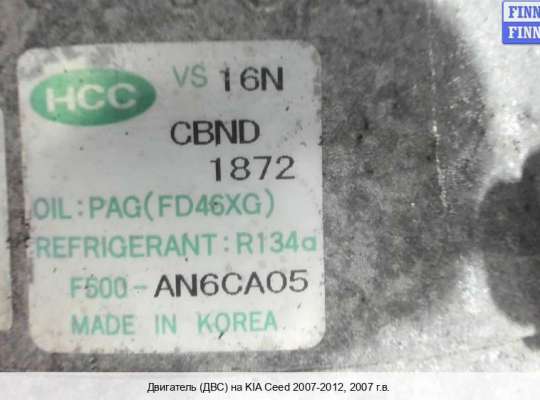 FINN
FINN
HCC VS 16N
CBND
1872
OIL:PAG(FD46XG)
REFRIGERANT:R134a
F500-AN6CA05
MADE IN KOREA
Двигатель (ДВС) на KIA Ceed 2007-2012, 2007 г.в.